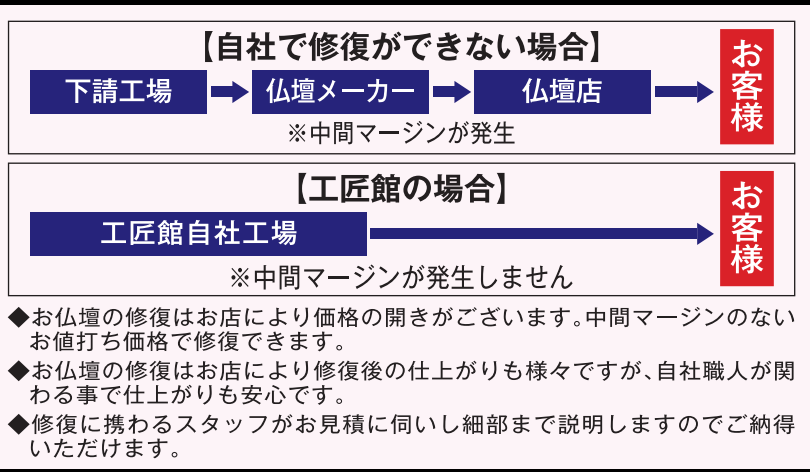 【自社で修復ができない場合】
下請工場
仏壇メーカー
仏壇店
お客様
※中間マージンが発生
【工匠館の場合】
工匠館自社工場
お客様
※中間マージンが発生しません
◆お仏壇の修復はお店により価格の開きがございます。中間マージンのない
お値打ち価格で修復できます。
◆お仏壇の修復はお店により修復後の仕上がりも様々ですが、自社職人が関
わる事で仕上がりも安心です。
◆修復に携わるスタッフがお見積に伺いし細部まで説明しますのでご納得
いただけます。